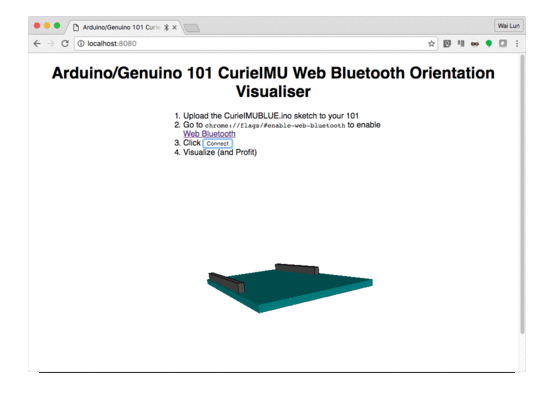 Arduino/Genuino 101 Curie
Wai Lun
localhost:8080
Arduino/Genuino 101 CurieIMU Web Bluetooth Orientation
Visualiser
1. Upload the CurieIMUBLUE.ino sketch to your 101
2. Go to chrome://flags/#enable-web-bluetooth to enable
Web Bluetooth
3. Click Connect
4. Visualize (and Profit)